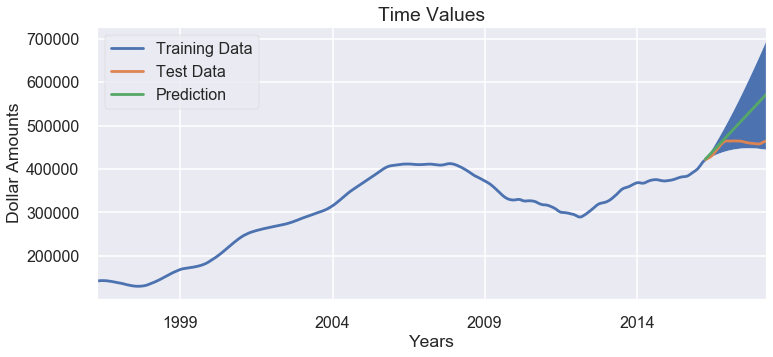 Time Values
Training Data
Test Data
Prediction
Dollar Amounts
700000
600000
500000
400000
300000
200000
1999
2004
2009
2014
Years